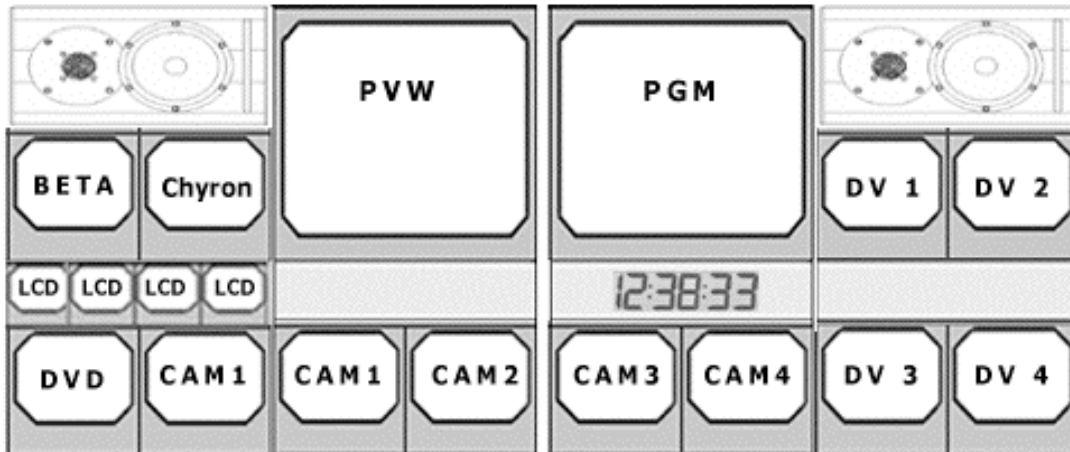 PVW
PGM
BETA
Chyron
DV 1
DV 2
LCD
LCD
LCD
LCD
12:38:33
DVD
CAM1
CAM1
CAM2
CAM3
CAM4
DV 3
DV 4